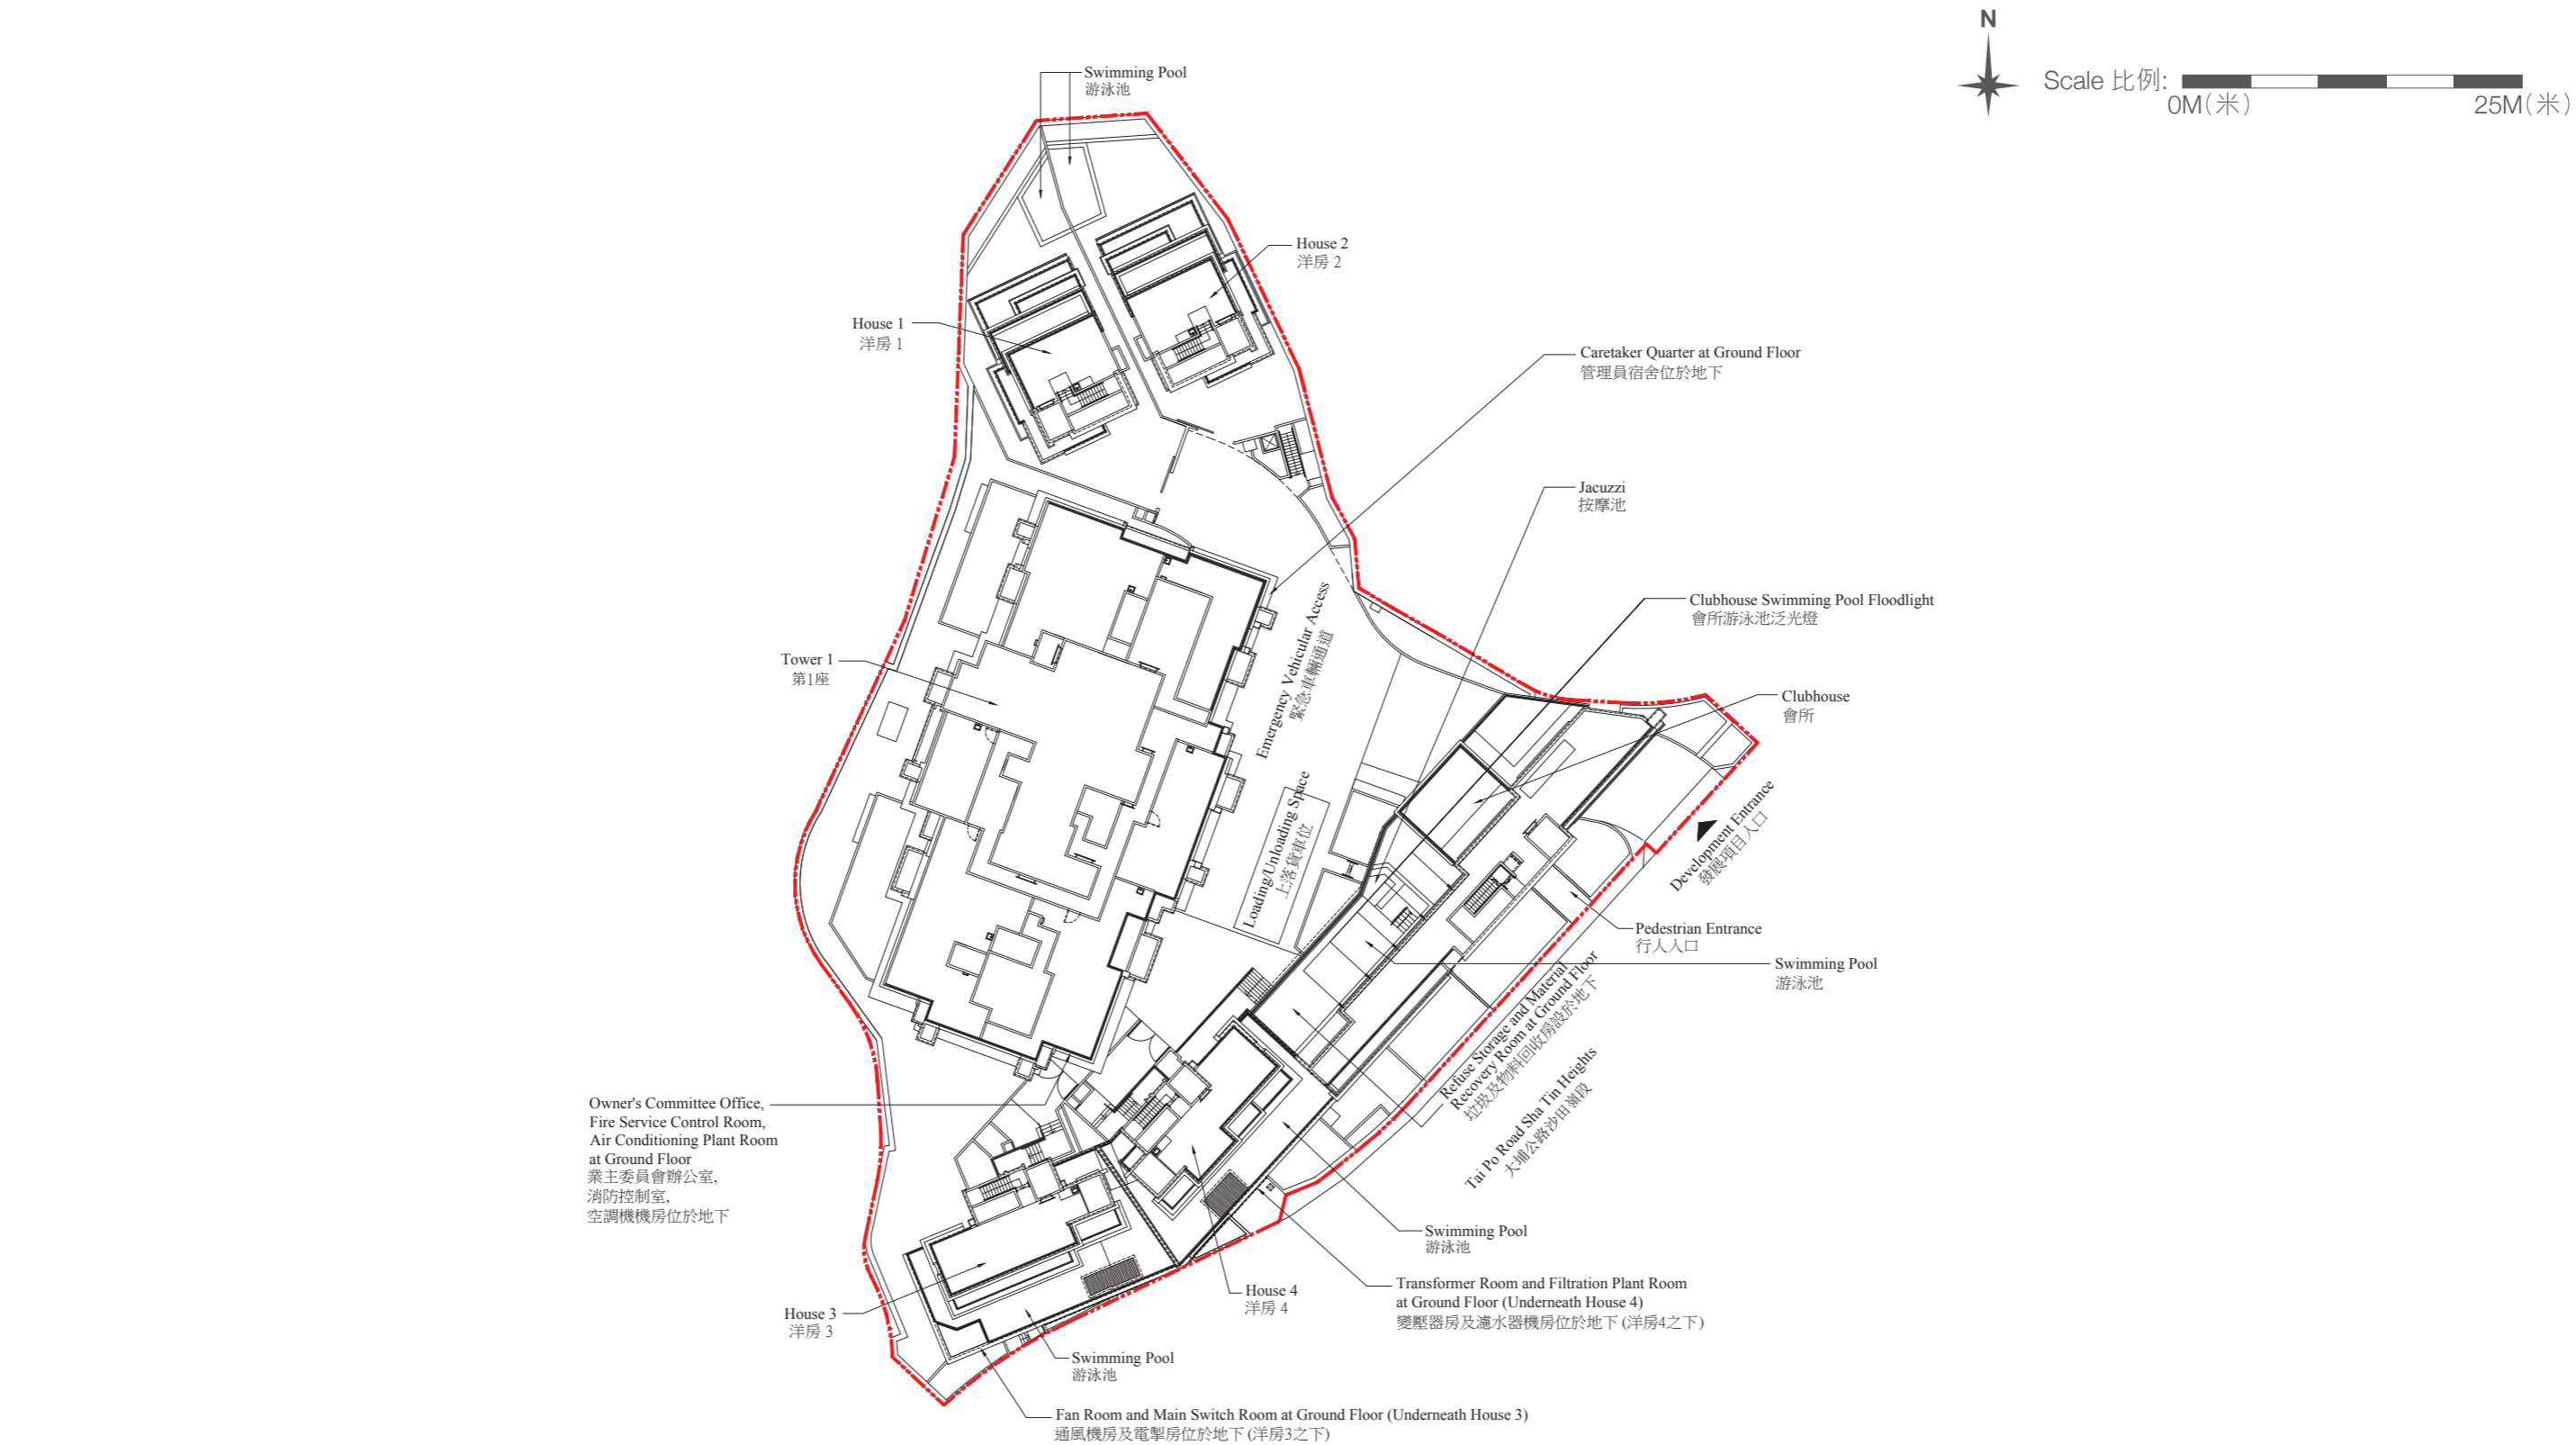 N
Scale 比例:
0M(米)
25M(米)
Swimming Pool
游泳池
House 2
洋房 2
House 1
洋房 1
Caretaker Quarter at Ground Floor
管理員宿舍位於地下
Jacuzzi
按摩池
Emergency Vehicular Access
緊急車輛通道
Clubhouse Swimming Pool Floodlight
會所游泳池泛光燈
Tower 1
第1座
Clubhouse
會所
Loading/Unloading Space
上落貨車位
Development Entrance
發展項目入口
Pedestrian Entrance
行人入口
Swimming Pool
游泳池
Refuse Storage and Material
Recovery Room at Ground Floor
垃圾及物料回收房設於地下
Tai Po Road Sha Tin Heights
大埔公路沙田嶺段
Owner's Committee Office,
Fire Service Control Room,
Air Conditioning Plant Room
at Ground Floor
業主委員會辦公室,
消防控制室,
空調機機房位於地下
Swimming Pool
游泳池
Transformer Room and Filtration Plant Room
at Ground Floor (Underneath House 4)
變壓器房及濾水器機房位於地下 (洋房4之下)
House 4
洋房 4
House 3
洋房 3
Swimming Pool
游泳池
Fan Room and Main Switch Room at Ground Floor (Underneath House 3)
通風機房及電掣房位於地下 (洋房3之下)